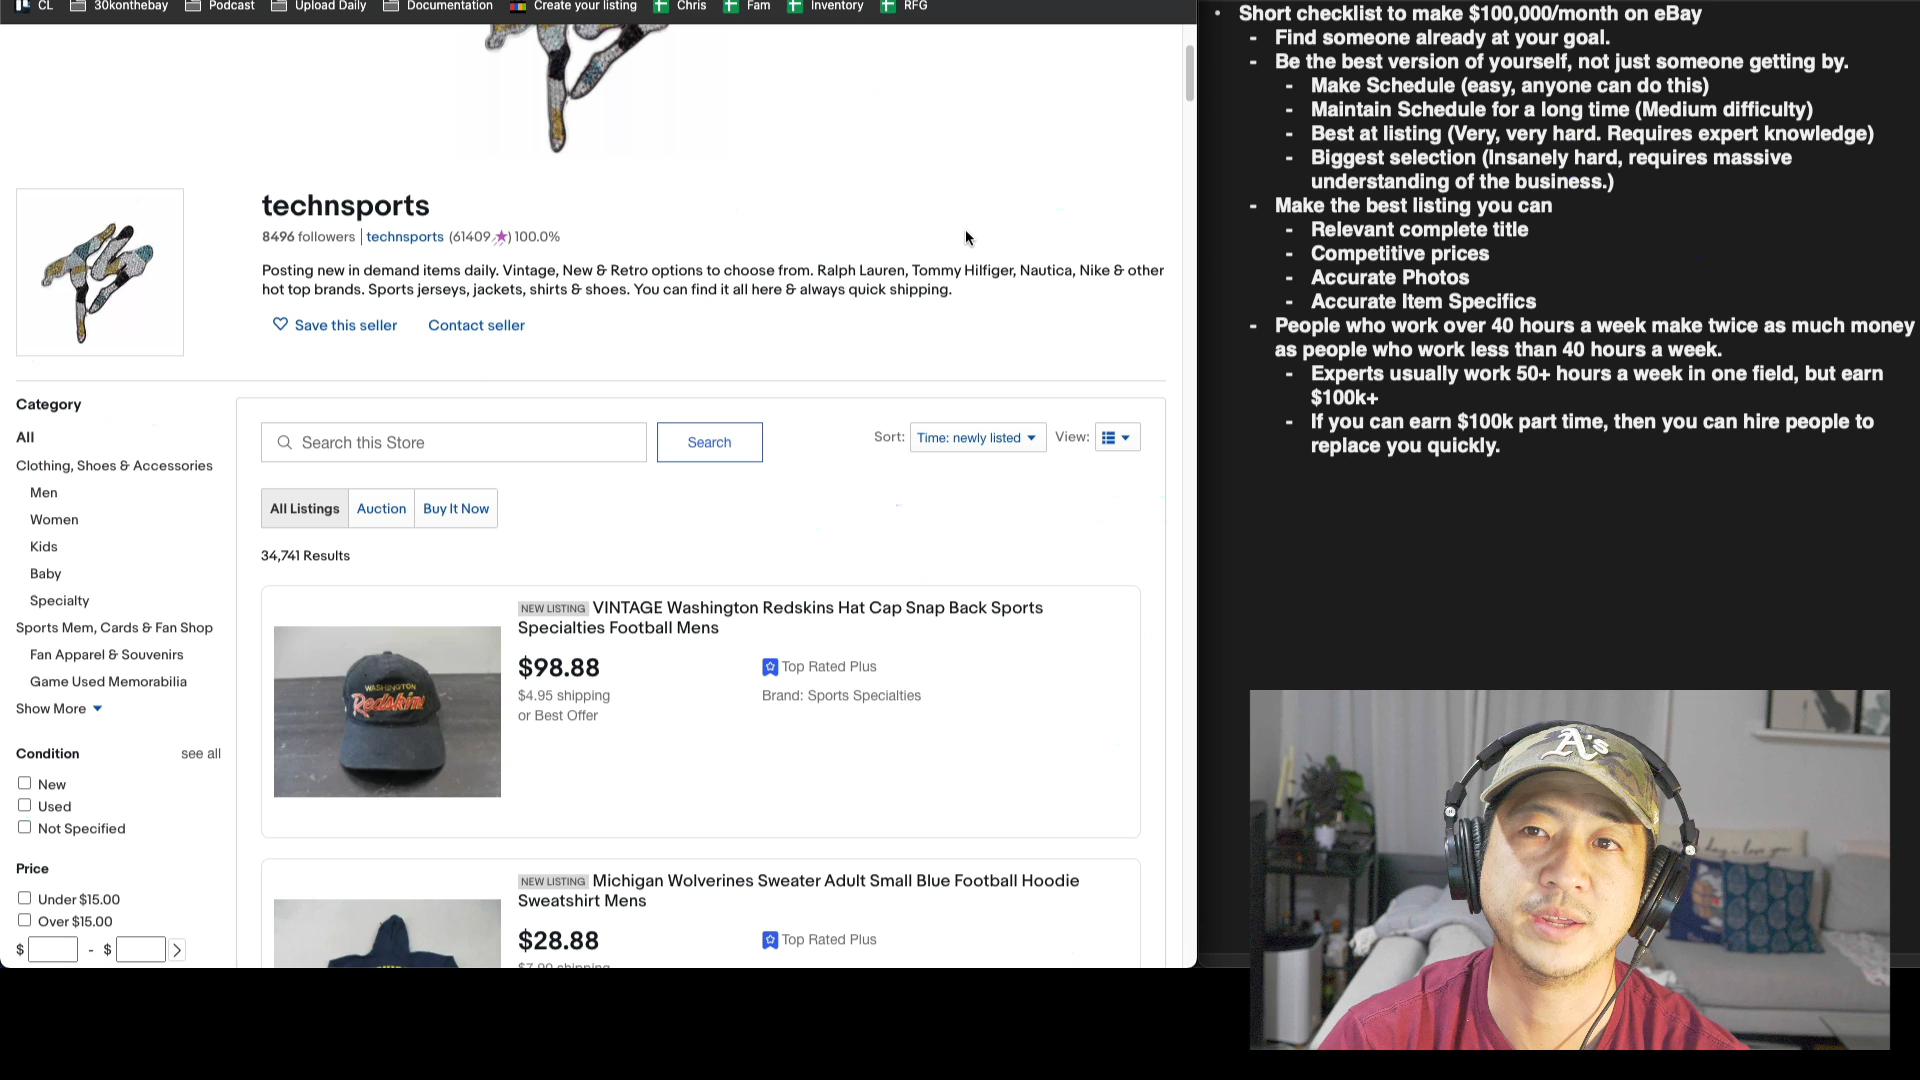 CL
30konthebay
Podcast
Upload Daily
Documentation
Create your listing
Chris
Fam
Inventory
RFG
technsports
8496 followers | technsports (61409) 100.0%
Posting new in demand items daily. Vintage, New & Retro options to choose from. Ralph Lauren, Tommy Hilfiger, Nautica, Nike & other
hot top brands. Sports jerseys, jackets, shirts & shoes. You can find it all here & always quick shipping.
Save this seller
Contact seller
Category
All
Clothing, Shoes & Accessories
Men
Women
Kids
Baby
Specialty
Sports Mem, Cards & Fan Shop
Fan Apparel & Souvenirs
Game Used Memorabilia
Show More
Condition
see all
New
Used
Not Specified
Price
Under $15.00
Over $15.00
$ - $
Search this Store
Search
Sort:
Time: newly listed
View:
All Listings
Auction
Buy It Now
34,741 Results
NEW LISTING VINTAGE Washington Redskins Hat Cap Snap Back Sports
Specialties Football Mens
$98.88
$4.95 shipping
or Best Offer
Top Rated Plus
Brand: Sports Specialties
WASHINGTON
Redskins
NEW LISTING Michigan Wolverines Sweater Adult Small Blue Football Hoodie
Sweatshirt Mens
$28.88
$7.90 shipping
Top Rated Plus
• Short checklist to make $100,000/month on eBay
- Find someone already at your goal.
- Be the best version of yourself, not just someone getting by.
- Make Schedule (easy, anyone can do this)
- Maintain Schedule for a long time (Medium difficulty)
- Best at listing (Very, very hard. Requires expert knowledge)
- Biggest selection (Insanely hard, requires massive
understanding of the business.)
- Make the best listing you can
- Relevant complete title
- Competitive prices
- Accurate Photos
- Accurate Item Specifics
- People who work over 40 hours a week make twice as much money
as people who work less than 40 hours a week.
- Experts usually work 50+ hours a week in one field, but earn
$100k+
- If you can earn $100k part time, then you can hire people to
replace you quickly.
A's